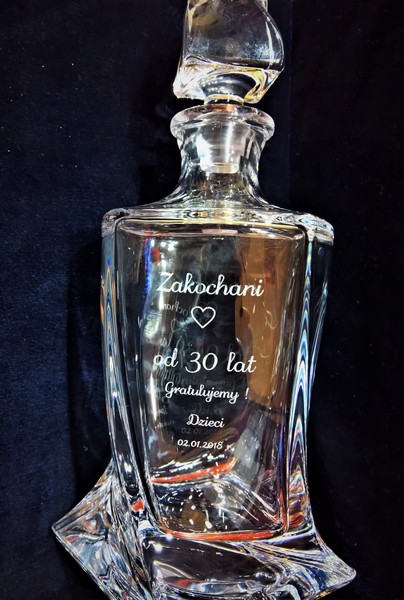 Zakochani
♡
od 30 lat
Gratulujemy !
Dzieci
02.01.2018